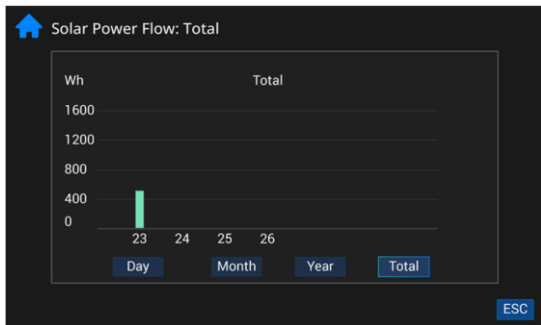 Solar Power Flow: Total
Wh Total
1600
1200
800
400
0
23 24 25 26
Day Month Year Total
ESC